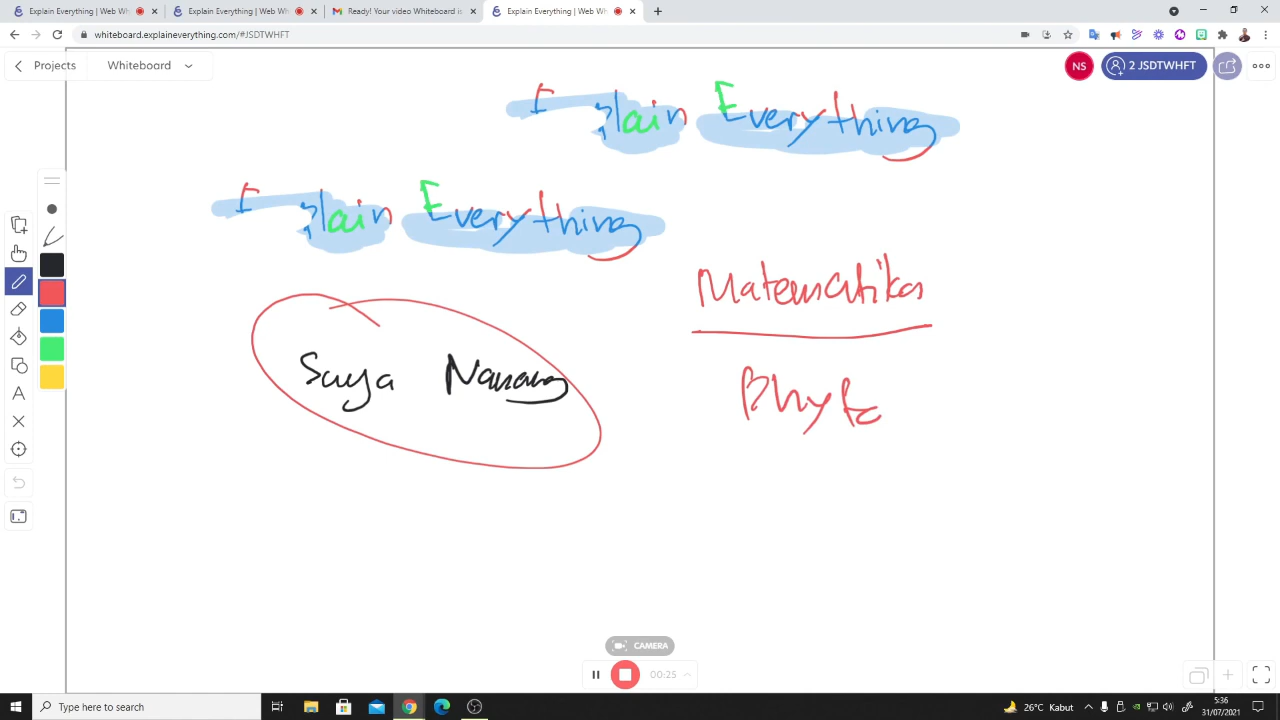 Explain Everything | Web Wh
Explain Everything | Web Wh
Ready! Your video Whiteboard is
Explain Everything | Web Wh
whiteboard.explaineverything.com/#JSDTWHFT
Projects
Whiteboard
NS
2 JSDTWHFT
plain Everything
plain Everything
Matematika
Saya Nanang
A
CAMERA
00:25
Type here to search
26°C Kabut
5:36
31/07/2021